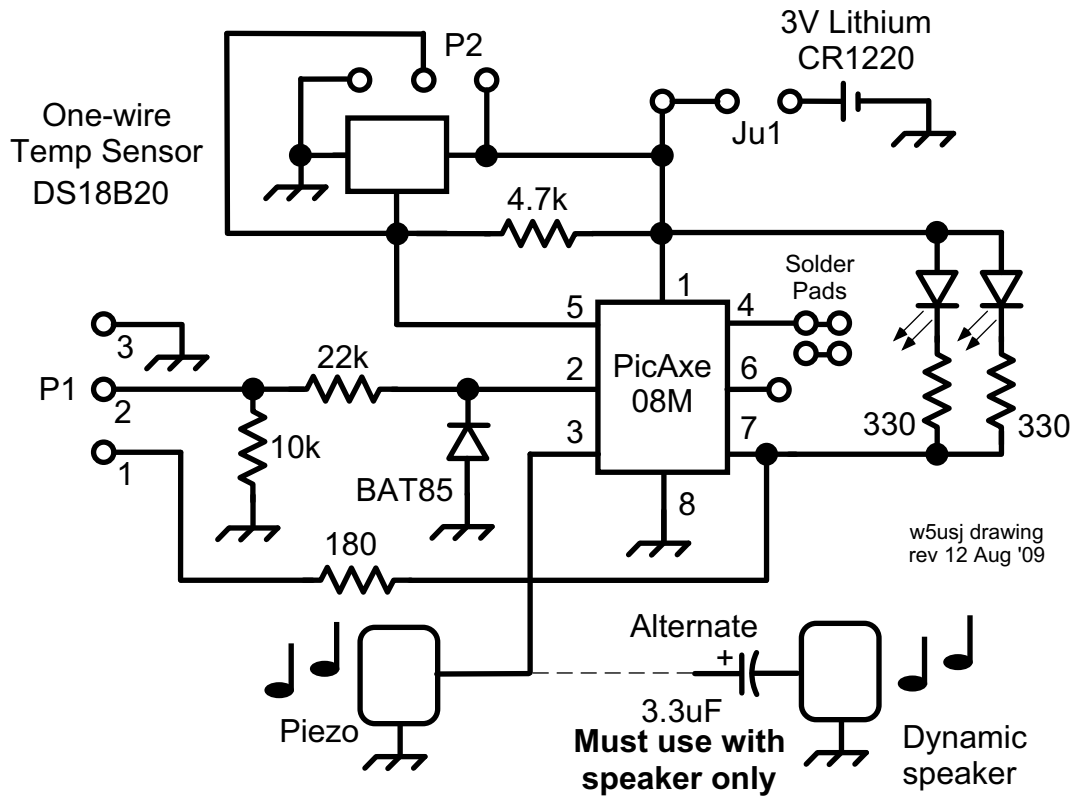 3V Lithium
CR1220
P2
Ju1
One-wire
Temp Sensor
DS18B20
4.7k
Solder
Pads
1
5
4
3
22k
2
PicAxe
08M
6
P1
2
10k
3
7
330
330
1
BAT85
8
w5usj drawing
rev 12 Aug '09
180
Alternate
+
3.3uF
Piezo
Must use with
speaker only
Dynamic
speaker